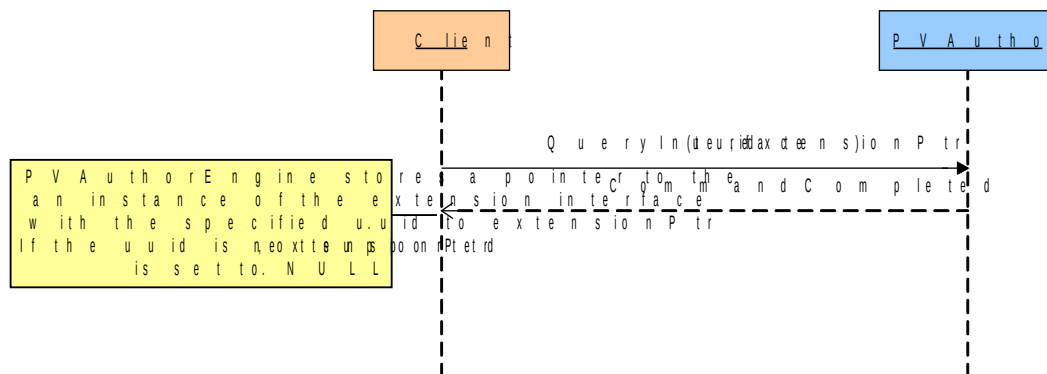 Client
PVAutho
QueryInterface(uuid, extensionPtr)
CommandCompleted
PVAuthorEngine stores a pointer to the
an instance of the extension interface
with the specified uuid to extensionPtr.
If the uuid is not supported, extensionPtr
is set to NULL.